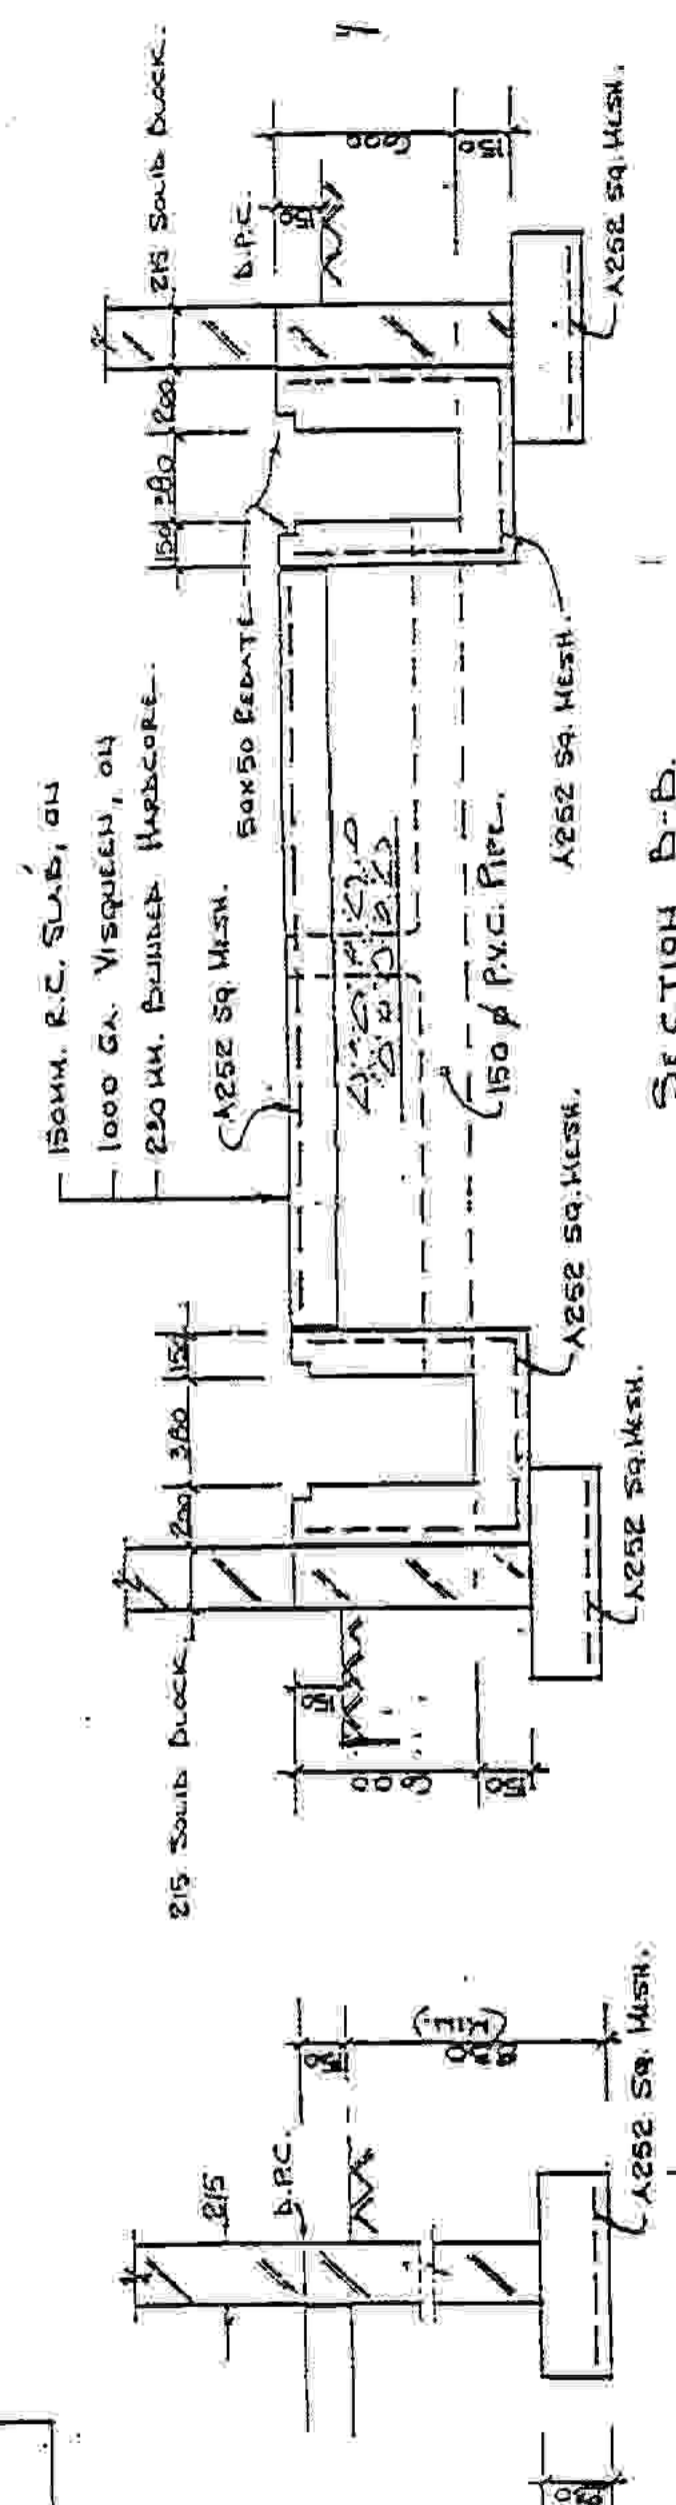 215 SOLID BLOCK.
200
380
150
150MM. R.C. SLAB, ON
1000 GA. VISQUEEN, ON
230 MM. BLINDED HARDCORE.
A252 SQ. MESH.
50X50 REBATE
150
380
200
215 SOLID BLOCK.
D.P.C.
150
600
150
150
600
150
150 Ø P.V.C. PIPE.
A252 SQ. MESH.
A252 SQ. MESH.
A252 SQ. MESH.
A252 SQ. MESH.
SECTION B-B.
215
D.P.C.
150
A252 SQ. MESH.